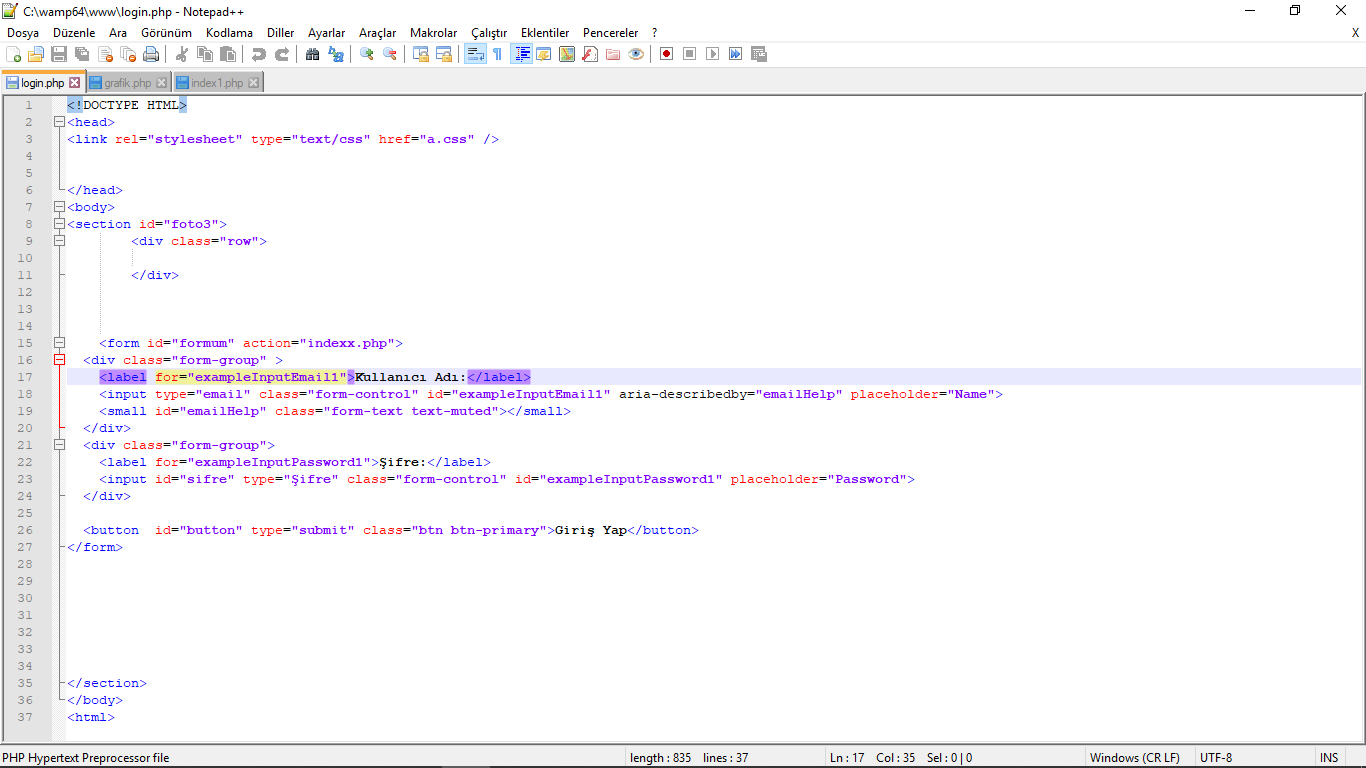 C:\wamp64\www\login.php - Notepad++
Dosya Düzenle Ara Görünüm Kodlama Diller Ayarlar Araçlar Makrolar Çalıştır Eklentiler Pencereler ? X
login.php grafik.php index1.php
1 <!DOCTYPE HTML>
2 <head>
3 <link rel="stylesheet" type="text/css" href="a.css" />
4
5
6 </head>
7 <body>
8 <section id="foto3">
9 <div class="row">
10
11 </div>
12
13
14
15 <form id="formum" action="indexx.php">
16 <div class="form-group" >
17 <label for="exampleInputEmail1">Kullanıcı Adı:</label>
18 <input type="email" class="form-control" id="exampleInputEmail1" aria-describedby="emailHelp" placeholder="Name">
19 <small id="emailHelp" class="form-text text-muted"></small>
20 </div>
21 <div class="form-group">
22 <label for="exampleInputPassword1">Şifre:</label>
23 <input id="sifre" type="Şifre" class="form-control" id="exampleInputPassword1" placeholder="Password">
24 </div>
25
26 <button  id="button" type="submit" class="btn btn-primary">Giriş Yap</button>
27 </form>
28
29
30
31
32
33
34
35 </section>
36 </body>
37 <html>
PHP Hypertext Preprocessor file length : 835 lines : 37 Ln : 17 Col : 35 Sel : 0 | 0 Windows (CR LF) UTF-8 INS